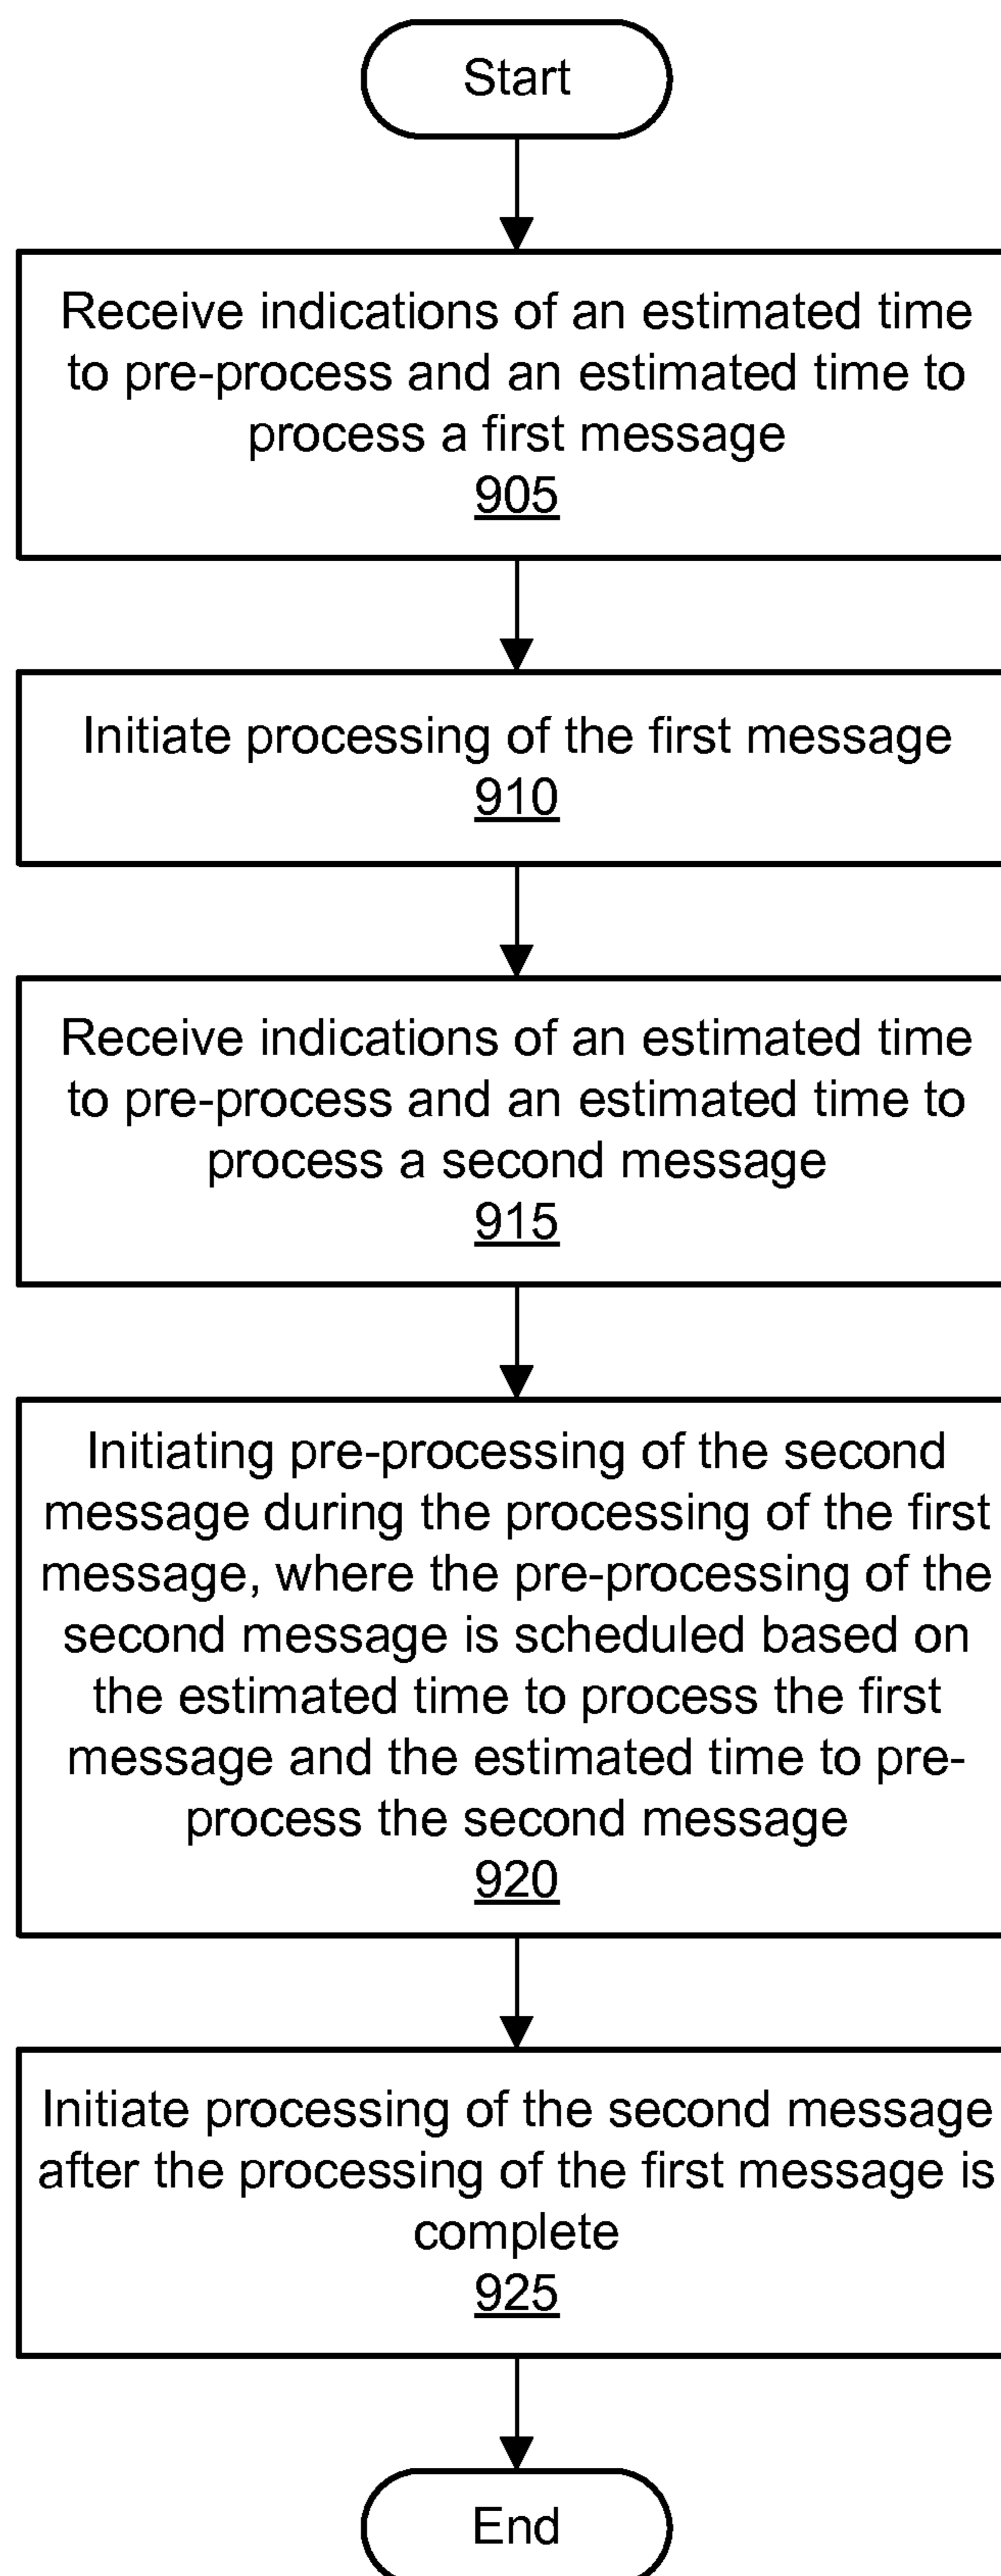 Start
Receive indications of an estimated time
to pre-process and an estimated time to
process a first message
905
Initiate processing of the first message
910
Receive indications of an estimated time
to pre-process and an estimated time to
process a second message
915
Initiating pre-processing of the second
message during the processing of the first
message, where the pre-processing of the
second message is scheduled based on
the estimated time to process the first
message and the estimated time to pre-
process the second message
920
Initiate processing of the second message
after the processing of the first message is
complete
925
End